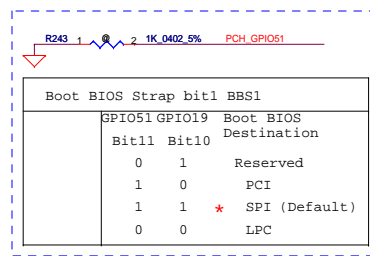 R243 1 @ 2 1K_0402_5% PCH_GPIO51
Boot BIOS Strap bit1 BBS1
GPIO51 GPIO19 Boot BIOS
Bit11 Bit10 Destination
0 1 Reserved
1 0 PCI
1 1 * SPI (Default)
0 0 LPC